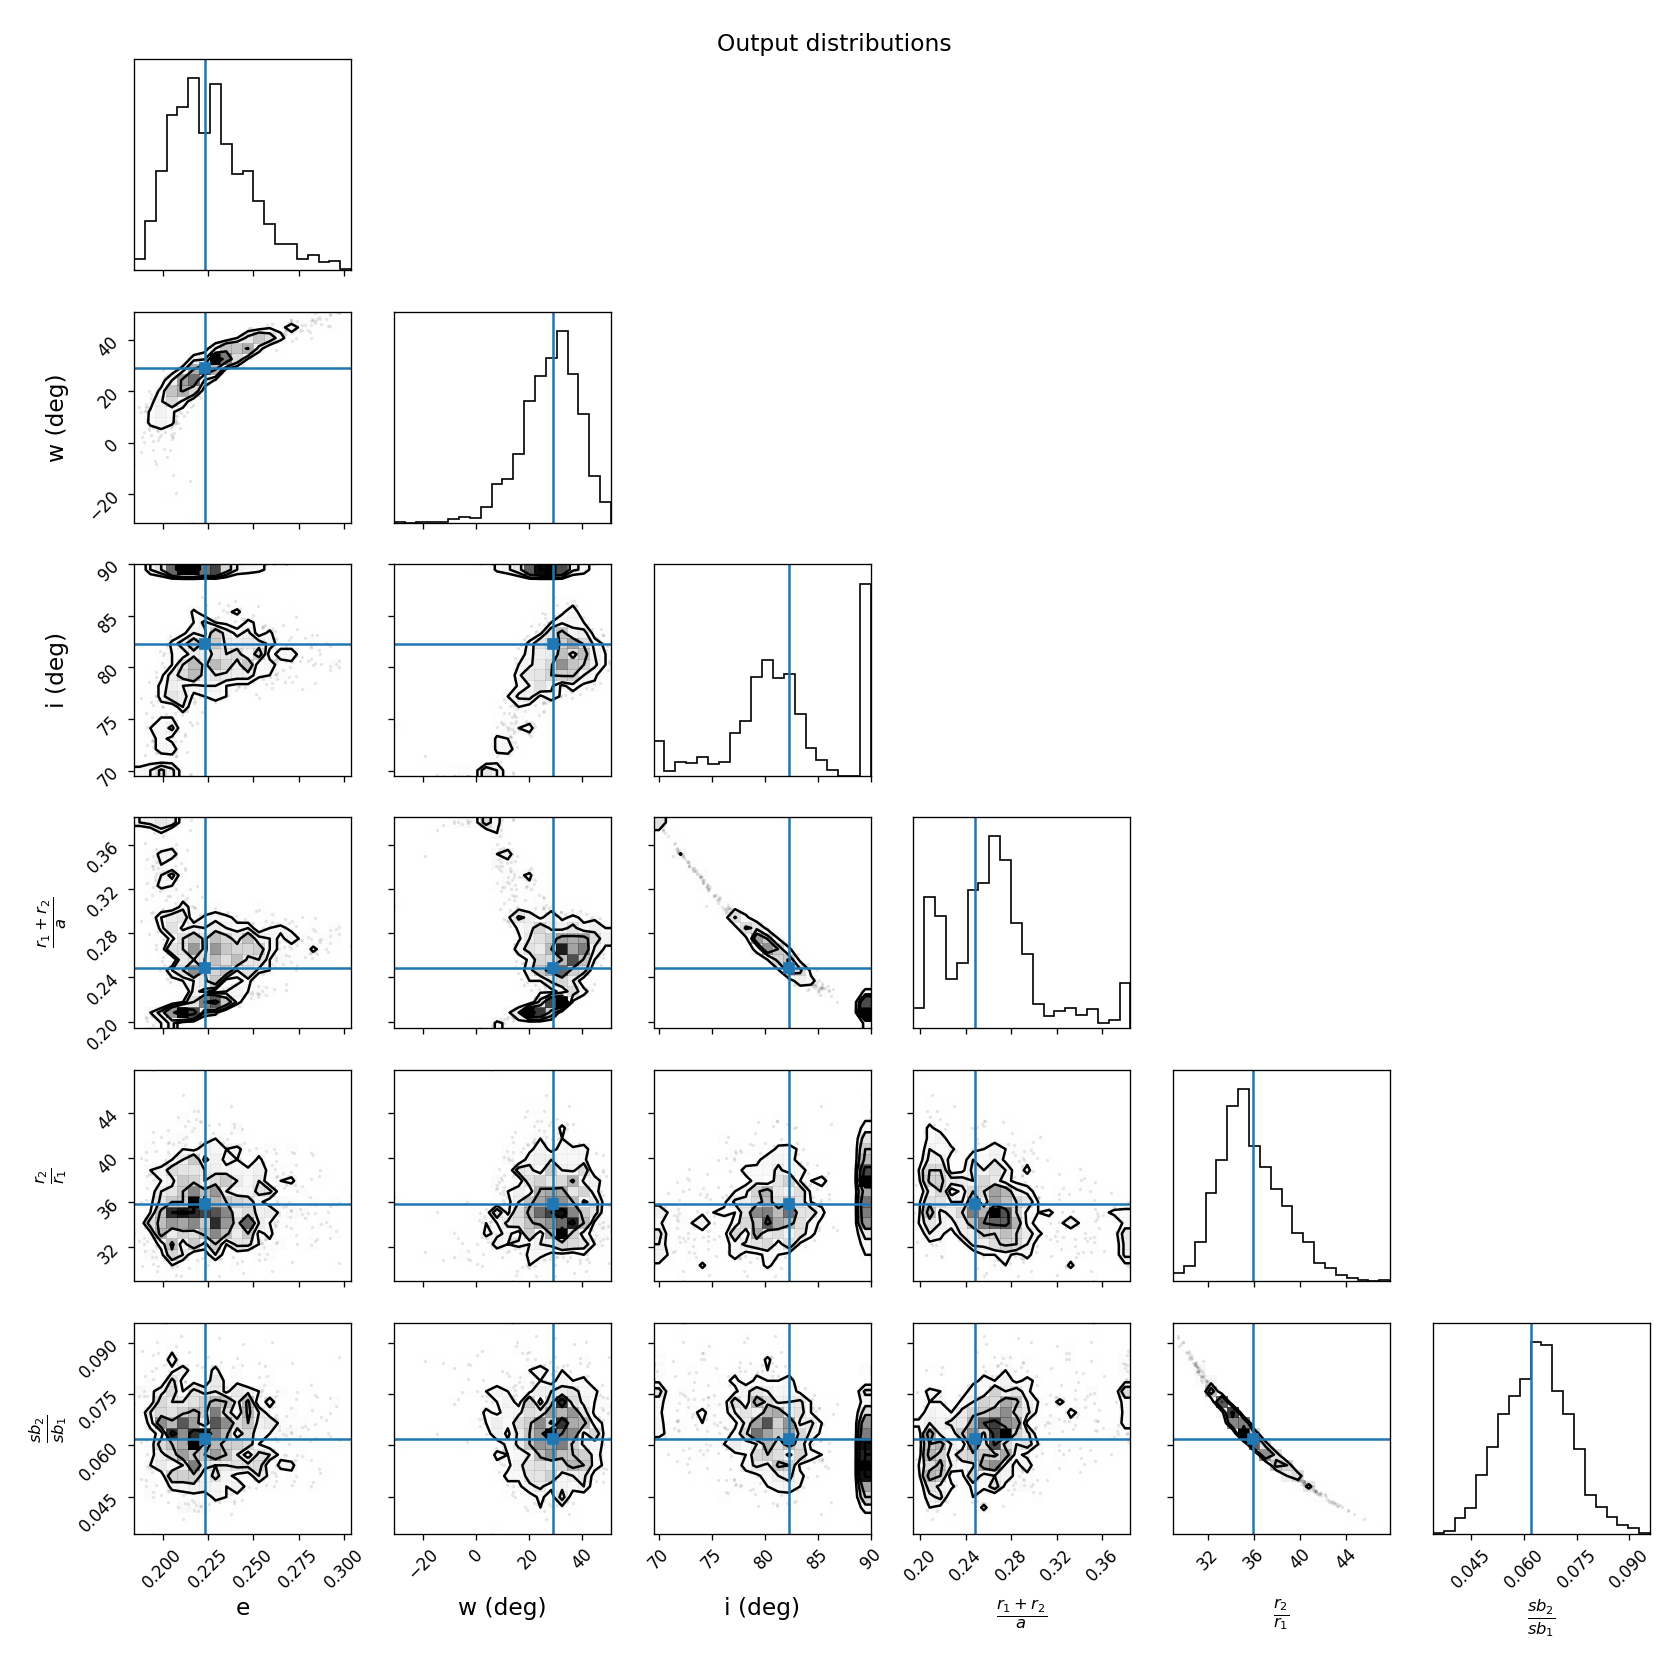 Output distributions
w (deg)
40
20
0
−20
i (deg)
90
85
80
75
70
r₁ + r₂
a
0.36
0.32
0.28
0.24
0.20
r₂
r₁
44
40
36
32
sb₂
sb₁
0.090
0.075
0.060
0.045
0.200 0.225 0.250 0.275 0.300
−20 0 20 40
70 75 80 85 90
0.20 0.24 0.28 0.32 0.36
32 36 40 44
0.045 0.060 0.075 0.090
e
w (deg)
i (deg)
r₁ + r₂
a
r₂
r₁
sb₂
sb₁